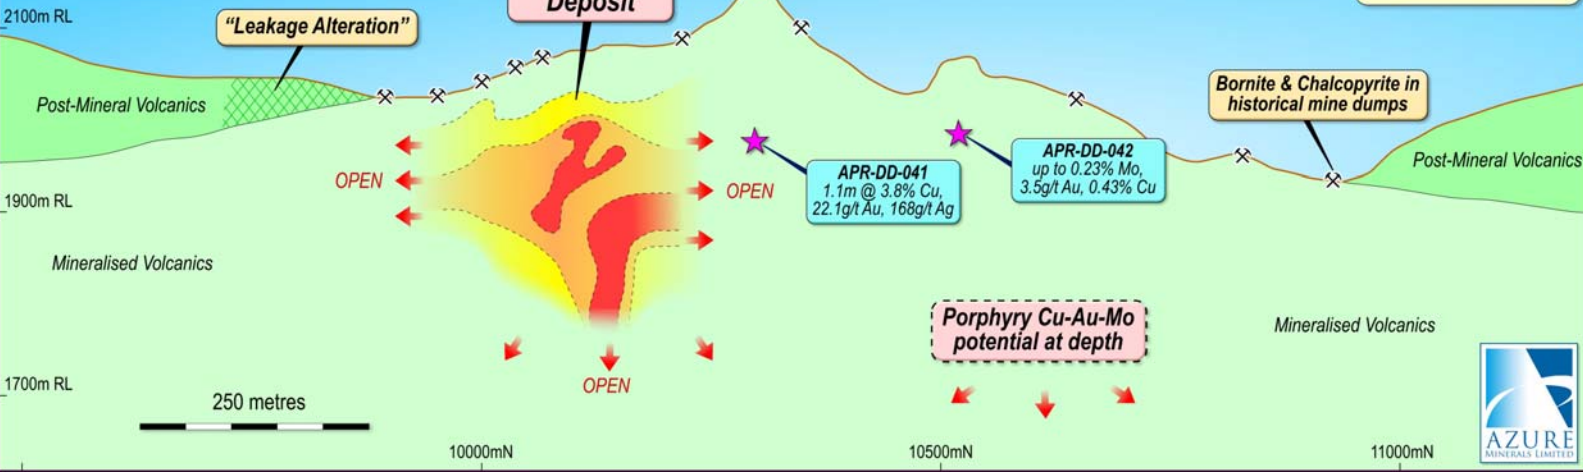 2100m RL
Deposit
“Leakage Alteration”
Post-Mineral Volcanics
Bornite & Chalcopyrite in
historical mine dumps
Post-Mineral Volcanics
APR-DD-041
1.1m @ 3.8% Cu,
22.1g/t Au, 168g/t Ag
APR-DD-042
up to 0.23% Mo,
3.5g/t Au, 0.43% Cu
OPEN
OPEN
1900m RL
Mineralised Volcanics
Porphyry Cu-Au-Mo
potential at depth
Mineralised Volcanics
OPEN
1700m RL
250 metres
10000mN
10500mN
11000mN
AZURE
MINERALS LIMITED